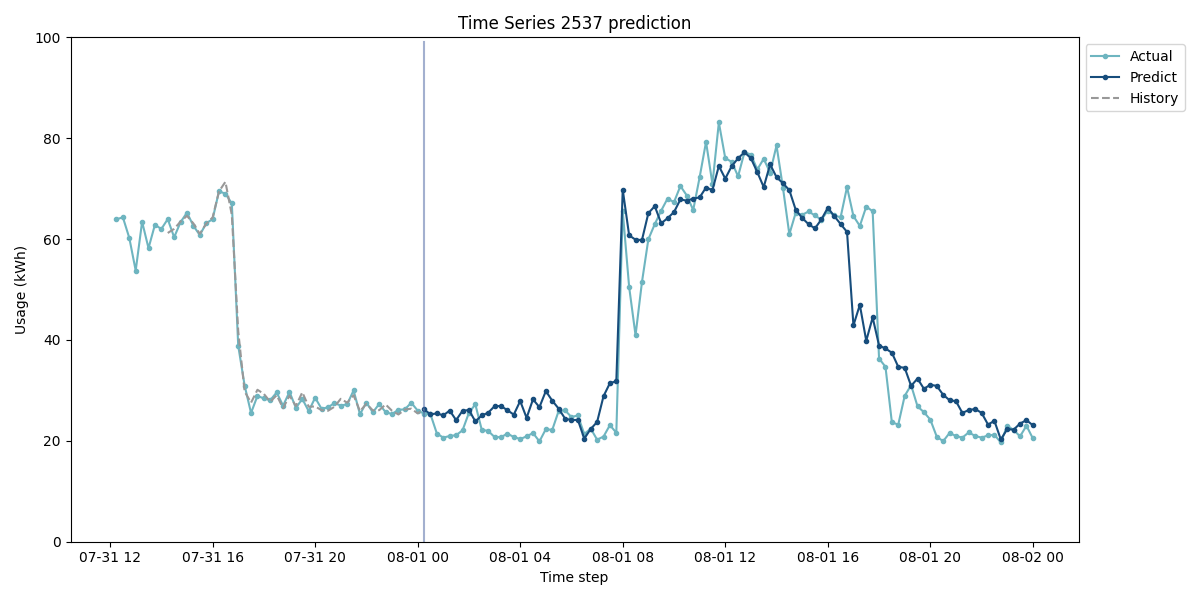 Time Series 2537 prediction
100
80
60
40
20
0
Usage (kWh)
07-31 12
07-31 16
07-31 20
08-01 00
08-01 04
08-01 08
08-01 12
08-01 16
08-01 20
08-02 00
Time step
Actual
Predict
History